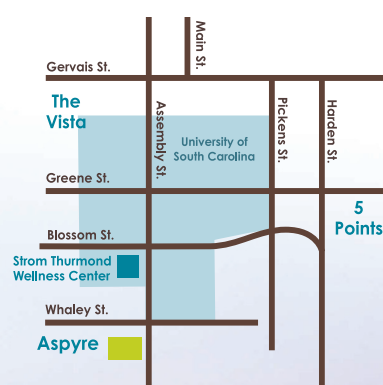 Main St.
Gervais St.
The
Vista
Assembly St.
University of
South Carolina
Pickens St.
Harden St.
Greene St.
5
Points
Blossom St.
Strom Thurmond
Wellness Center
Whaley St.
Aspyre